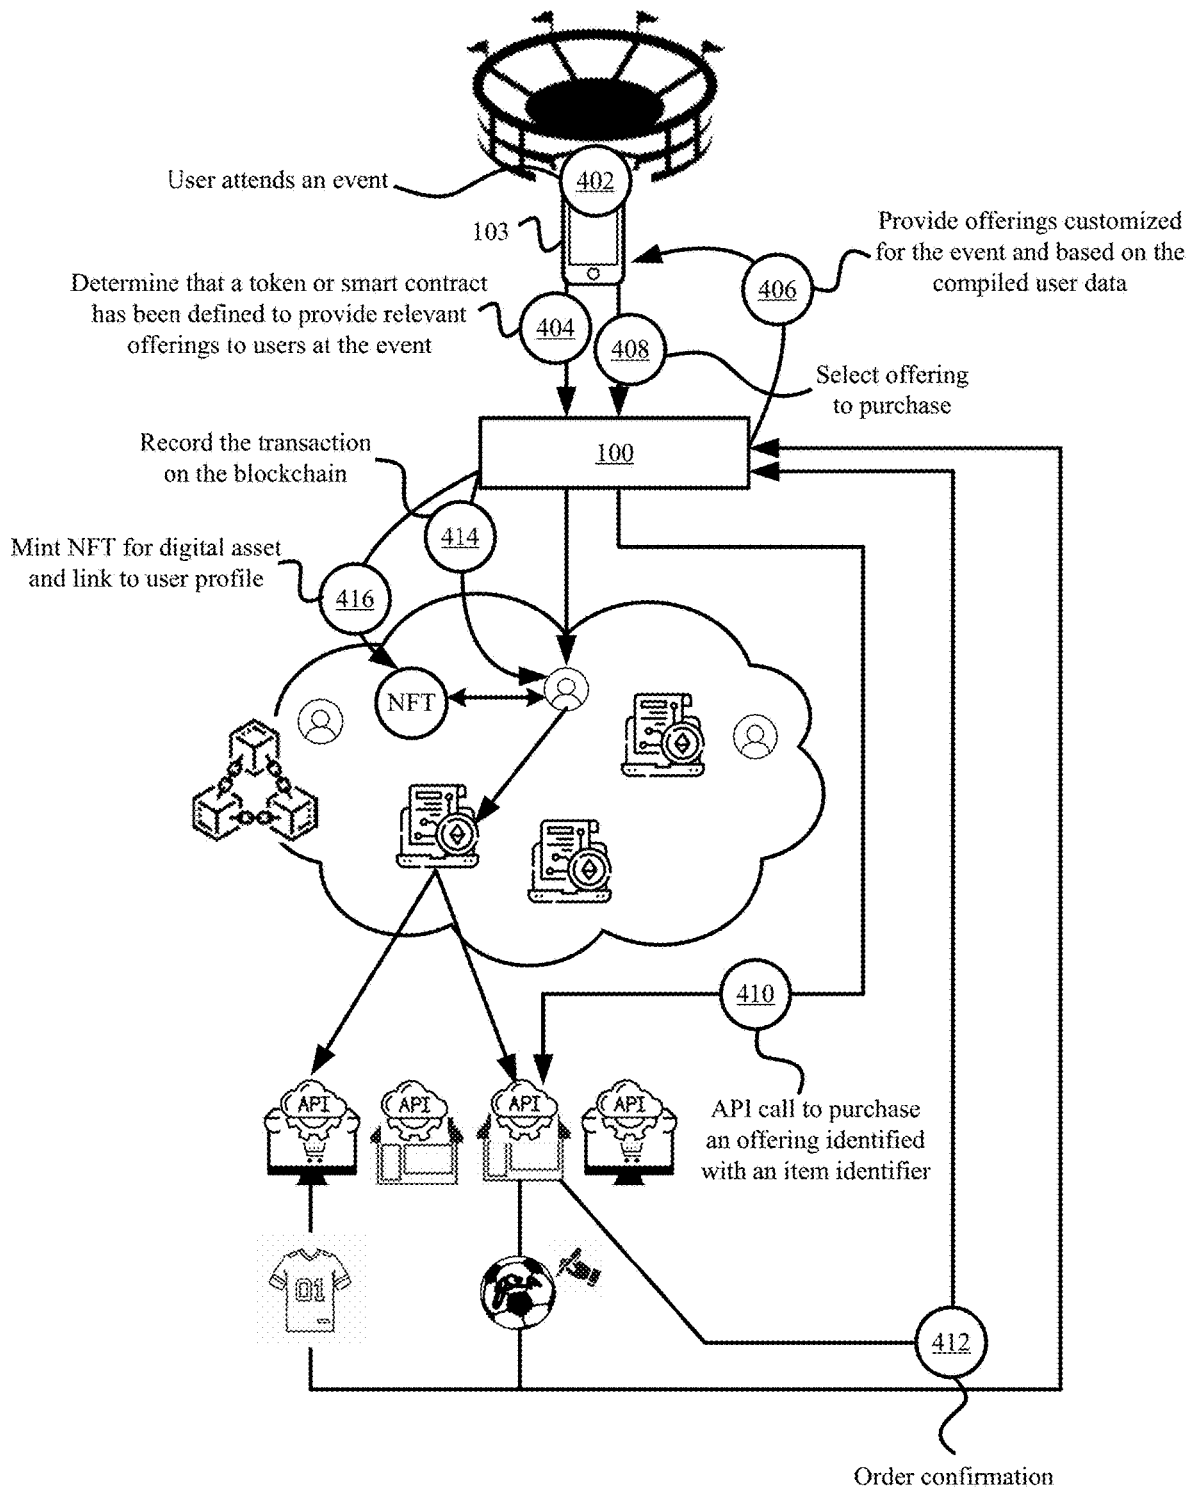 User attends an event
402
103
Provide offerings customized
for the event and based on the
compiled user data
406
Determine that a token or smart contract
has been defined to provide relevant
offerings to users at the event
404
408
Select offering
to purchase
Record the transaction
on the blockchain
100
414
Mint NFT for digital asset
and link to user profile
416
NFT
410
API
API
API
API
API call to purchase
an offering identified
with an item identifier
01
412
Order confirmation